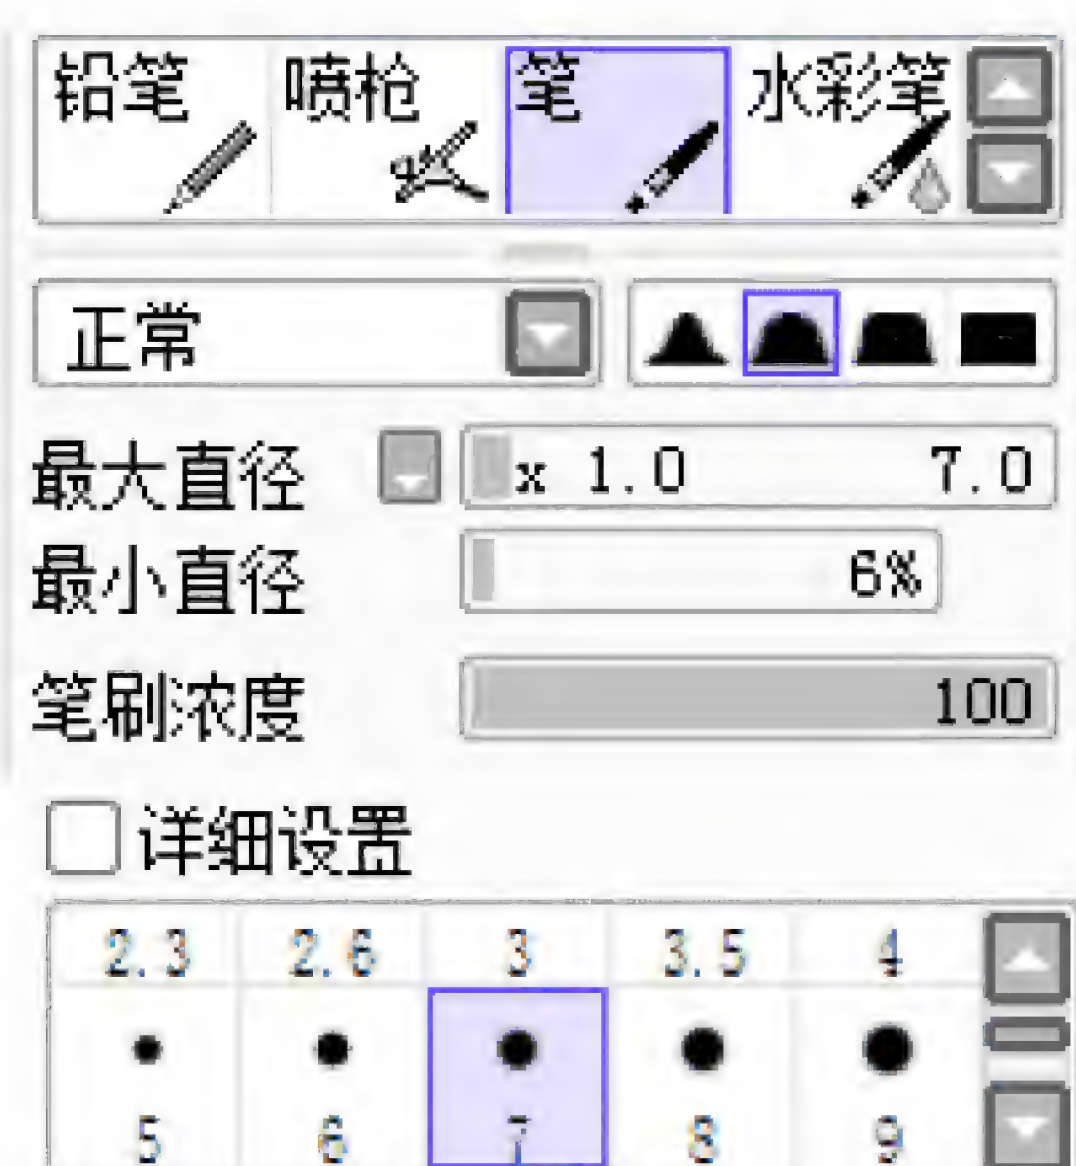 铅笔 喷枪 笔 水彩笔
正常
最大直径 x 1.0 7.0
最小直径 6%
笔刷浓度 100
详细设置
2.3 2.6 3 3.5 4
5 6 7 8 9